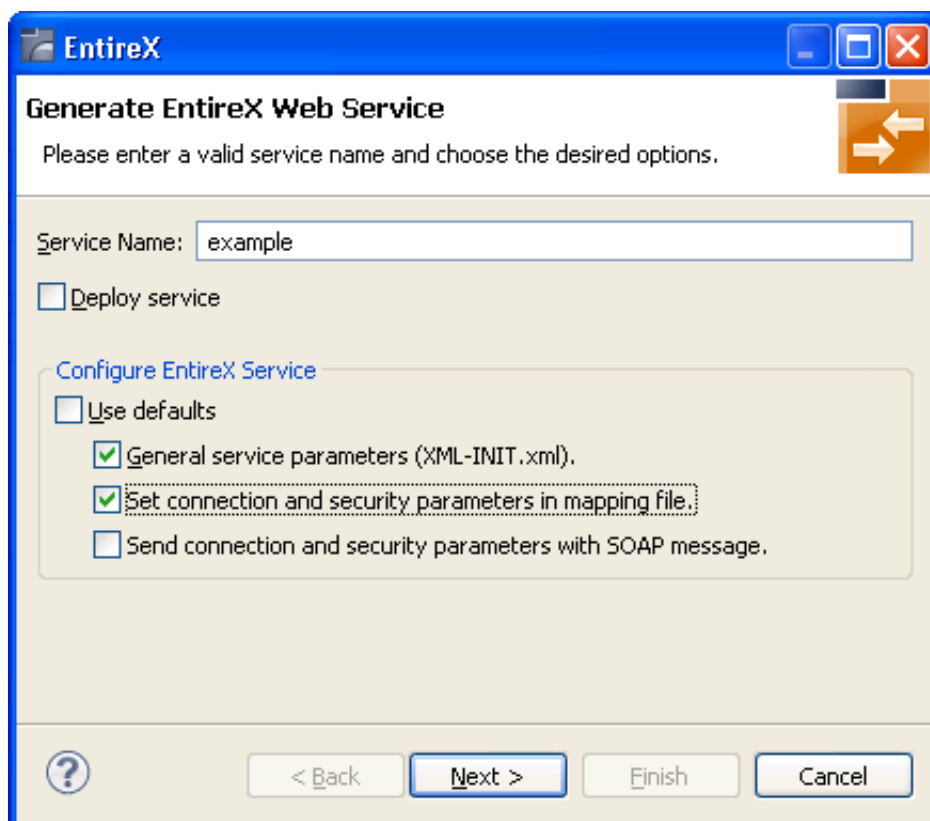 EntireX
Generate EntireX Web Service
Please enter a valid service name and choose the desired options.
Service Name: example
Deploy service
Configure EntireX Service
Use defaults
General service parameters (XML-INIT.xml).
Set connection and security parameters in mapping file.
Send connection and security parameters with SOAP message.
? < Back Next > Finish Cancel